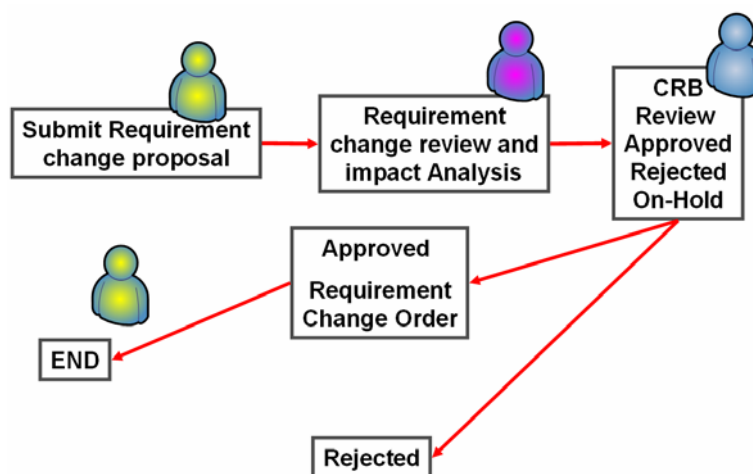 Submit Requirement
change proposal
Requirement
change review and
impact Analysis
CRB
Review
Approved
Rejected
On-Hold
Approved
Requirement
Change Order
END
Rejected